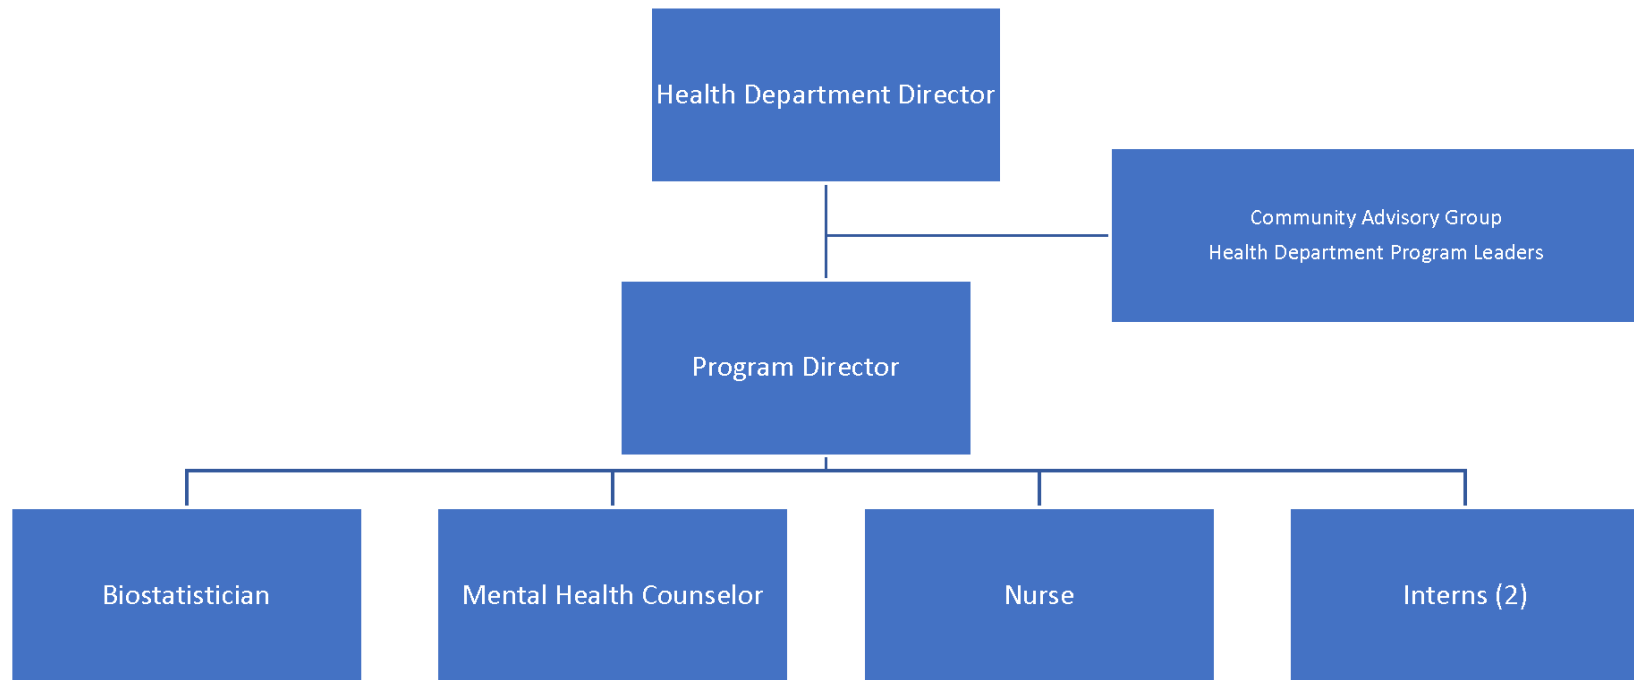 Health Department Director
Community Advisory Group
Health Department Program Leaders
Program Director
Biostatistician
Mental Health Counselor
Nurse
Interns (2)